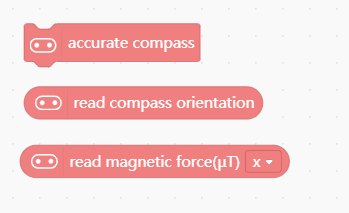 accurate compass
read compass orientation
read magnetic force(μT) x